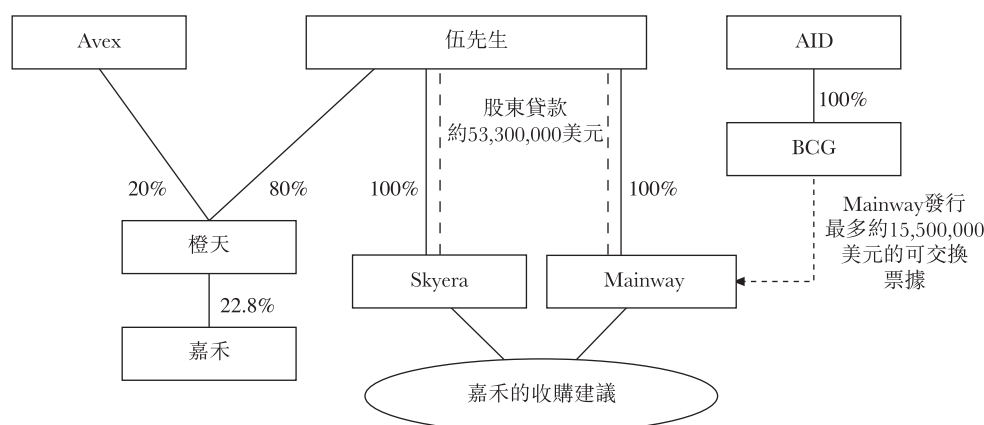 Avex
伍先生
AID
股東貸款
約53,300,000美元
100%
BCG
20%
80%
100%
100%
Mainway發行
最多約15,500,000
美元的可交換
票據
橙天
Skyera
Mainway
22.8%
嘉禾
嘉禾的收購建議